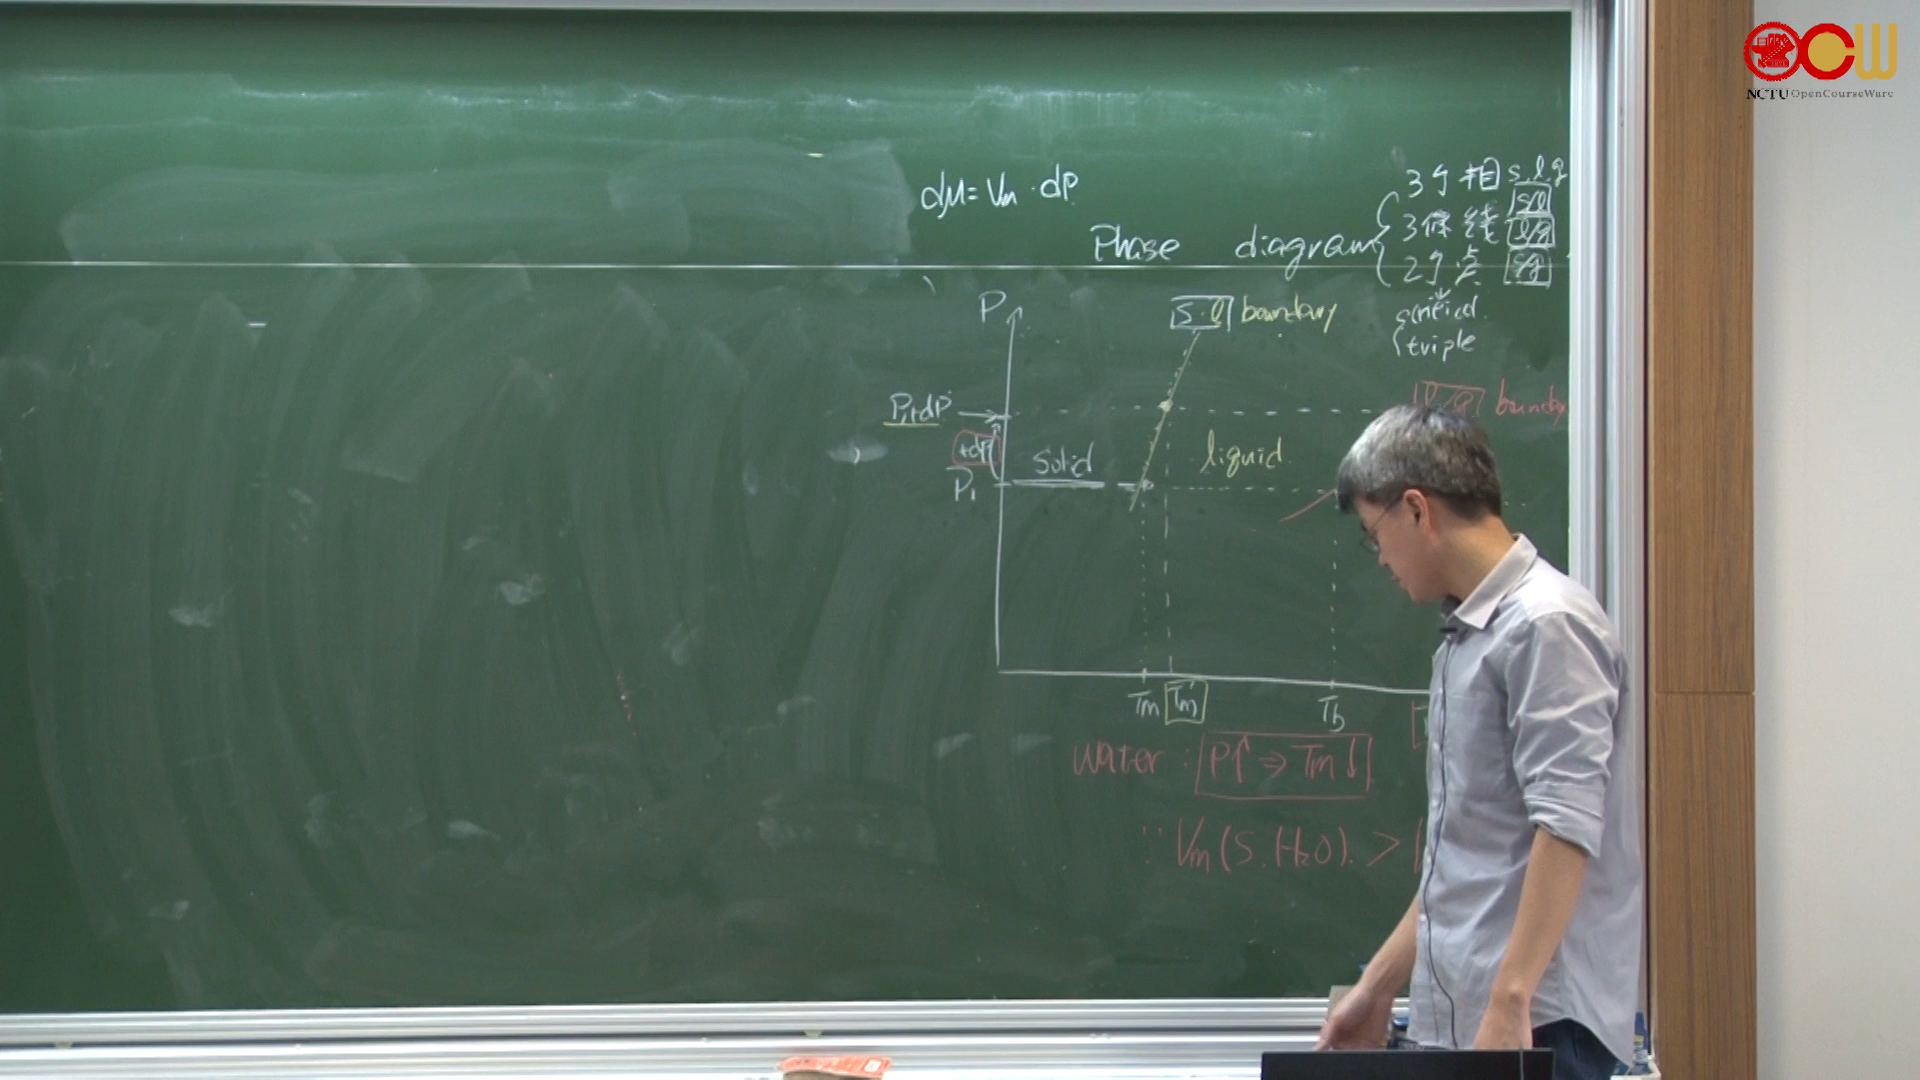 NCTU OpenCourseWare
dμ = Vm · dP
3个相 s.l.g
Phase diagram
3條线 s/l
l/g
2个点 s/g
critical
triple
P
s·l boundary
P₁+dP
+dP
solid
liquid
P₁
boundary
Tm Tm' Tb
water : P↑ ⇒ Tm↓
∵ Vm(s.H₂O). >